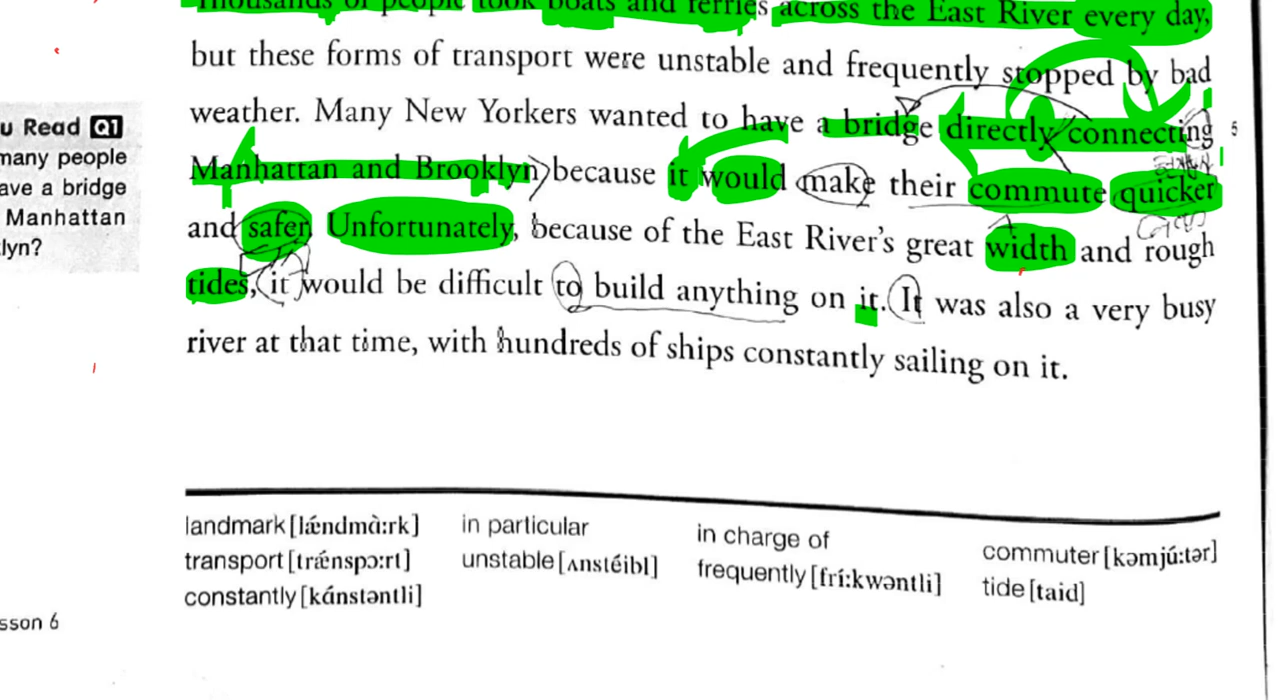 Thousands of people took boats and ferries across the East River every day,
but these forms of transport were unstable and frequently stopped by bad
weather. Many New Yorkers wanted to have a bridge directly connecting
5
Manhattan and Brooklyn because it would make their commute quicker
and safer. Unfortunately, because of the East River's great width and rough
tides, it would be difficult to build anything on it. It was also a very busy
river at that time, with hundreds of ships constantly sailing on it.
u Read Q1
many people
ave a bridge
Manhattan
lyn?
landmark [lǽndmὰːrk]
transport [trǽnspɔːrt]
constantly [kάnstəntli]
in particular
unstable [ʌnstéibl]
in charge of
frequently [fríːkwəntli]
commuter [kəmjúːtər]
tide [taid]
sson 6